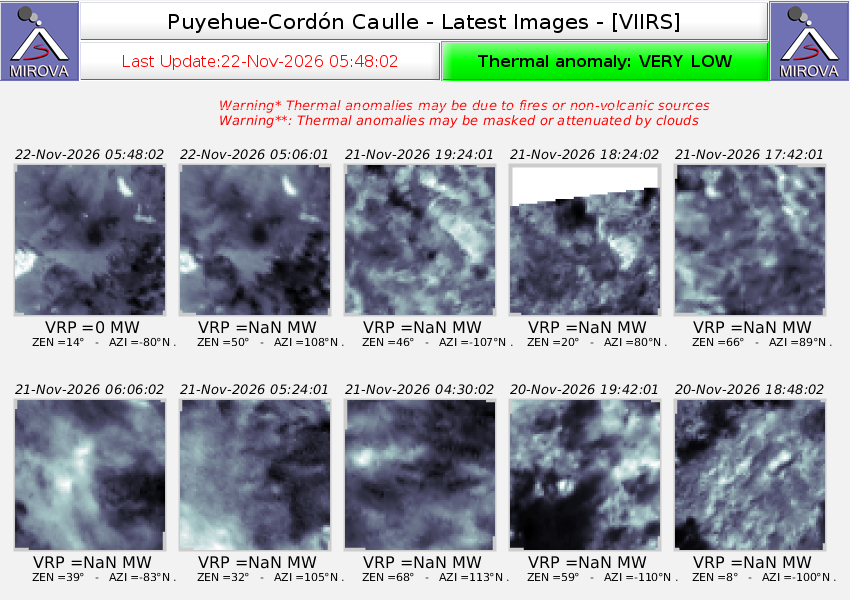 Puyehue-Cordón Caulle - Latest Images - [VIIRS]
MIROVA
Last Update:22-Nov-2026 05:48:02
Thermal anomaly: VERY LOW
MIROVA
Warning* Thermal anomalies may be due to fires or non-volcanic sources
Warning**: Thermal anomalies may be masked or attenuated by clouds
22-Nov-2026 05:48:02 22-Nov-2026 05:06:01 21-Nov-2026 19:24:01 21-Nov-2026 18:24:02 21-Nov-2026 17:42:01
VRP =0 MW VRP =NaN MW VRP =NaN MW VRP =NaN MW VRP =NaN MW
ZEN =14° - AZI =-80°N . ZEN =50° - AZI =108°N . ZEN =46° - AZI =-107°N . ZEN =20° - AZI =80°N . ZEN =66° - AZI =89°N .
21-Nov-2026 06:06:02 21-Nov-2026 05:24:01 21-Nov-2026 04:30:02 20-Nov-2026 19:42:01 20-Nov-2026 18:48:02
VRP =NaN MW VRP =NaN MW VRP =NaN MW VRP =NaN MW VRP =NaN MW
ZEN =39° - AZI =-83°N . ZEN =32° - AZI =105°N . ZEN =68° - AZI =113°N . ZEN =59° - AZI =-110°N . ZEN =8° - AZI =-100°N .